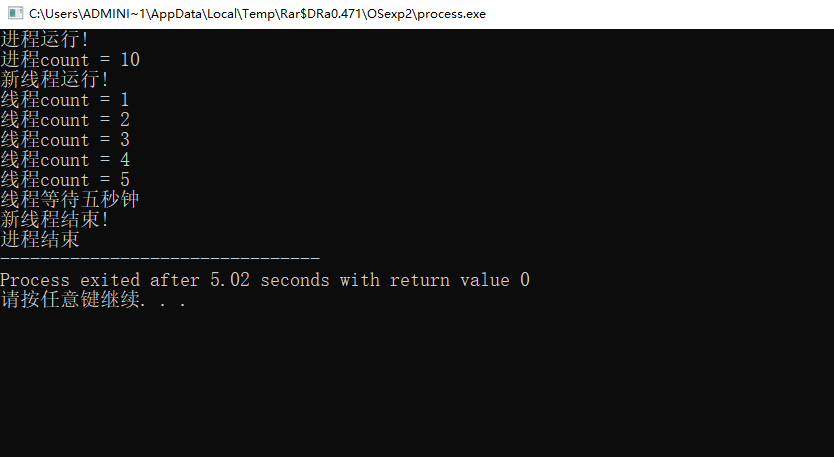 C:\Users\ADMINI~1\AppData\Local\Temp\Rar$DRa0.471\OSexp2\process.exe
进程运行!
进程count = 10
新线程运行!
线程count = 1
线程count = 2
线程count = 3
线程count = 4
线程count = 5
线程等待五秒钟
新线程结束!
进程结束
--------------------------------
Process exited after 5.02 seconds with return value 0
请按任意键继续. . .